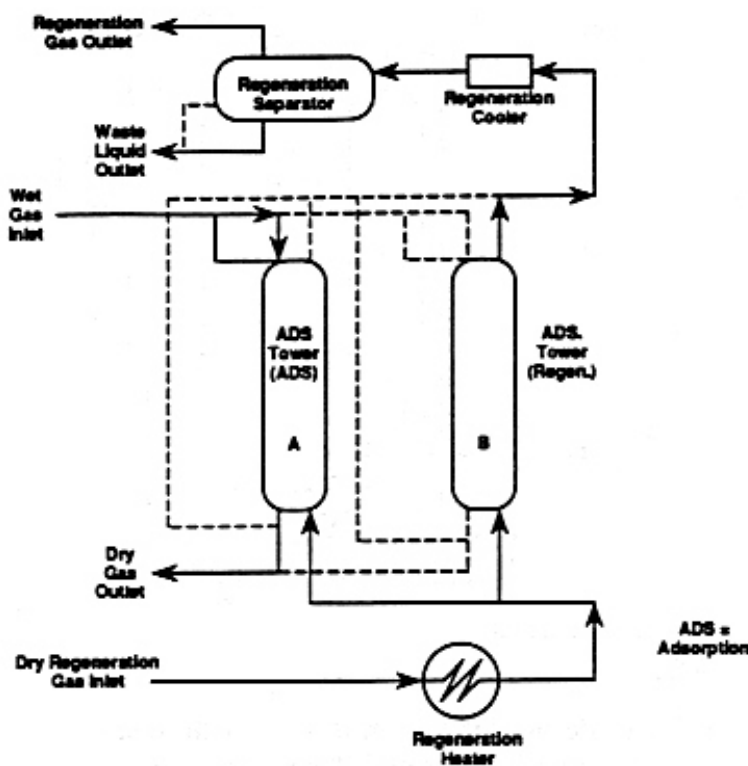 Regeneration
Gas Outlet
Regeneration
Separator
Regeneration
Cooler
Waste
Liquid
Outlet
Wet
Gas
Inlet
ADS
Tower
(ADS)
A
ADS.
Tower
(Regen.)
B
Dry
Gas
Outlet
ADS =
Adsorption
Dry Regeneration
Gas Inlet
Regeneration
Heater